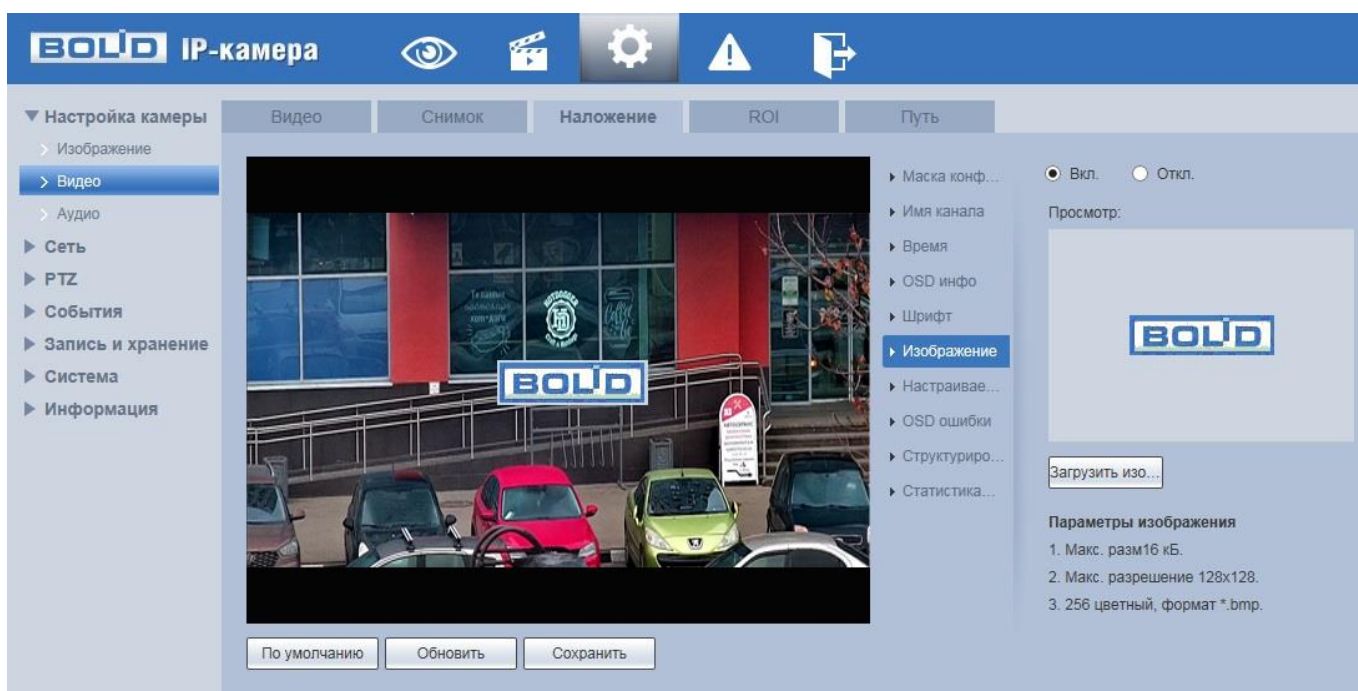 BOLID IP-камера
Настройка камеры
Изображение
Видео
Аудио
Сеть
PTZ
События
Запись и хранение
Система
Информация
Видео Снимок Наложение ROI Путь
HOTDOGGER
BOLID
Маска конф...
Имя канала
Время
OSD инфо
Шрифт
Изображение
Настраивае...
OSD ошибки
Структуриро...
Статистика...
Вкл. Откл.
Просмотр:
BOLID
Загрузить изо...
Параметры изображения
1. Макс. разм16 кБ.
2. Макс. разрешение 128x128.
3. 256 цветный, формат *.bmp.
По умолчанию Обновить Сохранить